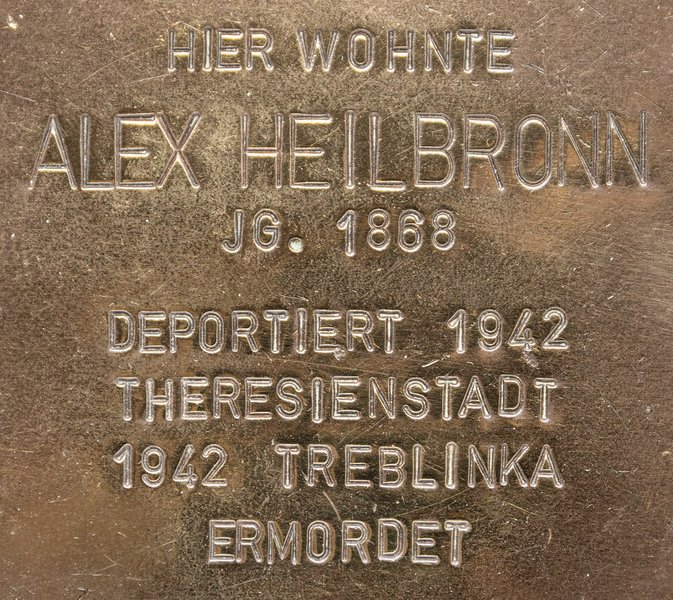 HIER WOHNTE
ALEX HEILBRONN
JG. 1868
DEPORTIERT 1942
THERESIENSTADT
1942 TREBLINKA
ERMORDET